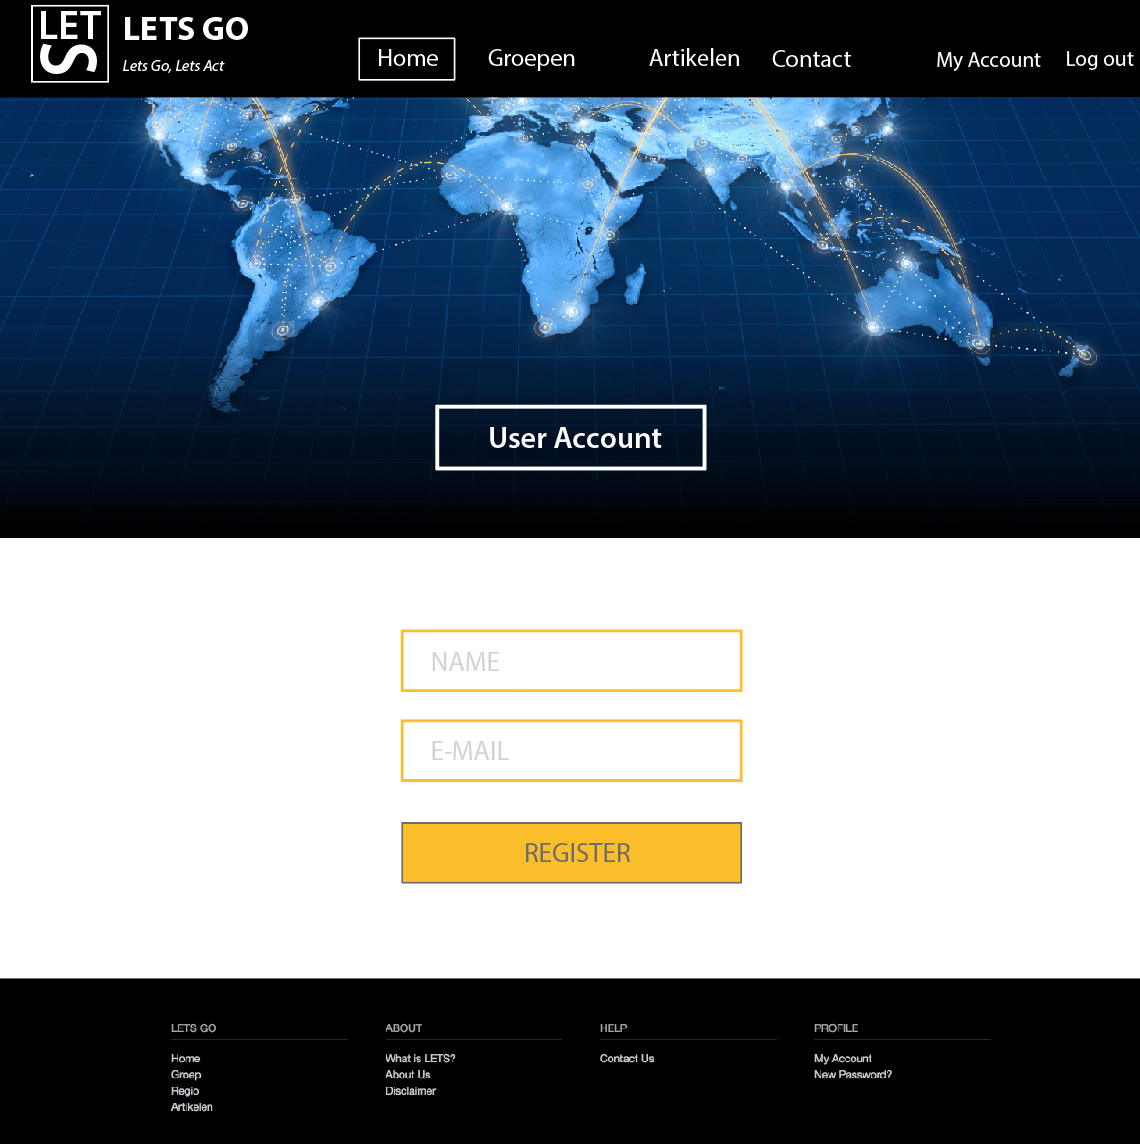 LETS
LETS GO
Lets Go, Lets Act
Home Groepen Artikelen Contact My Account Log out
User Account
NAME
E-MAIL
REGISTER
LETS GO
Home
Groep
Regio
Artikelen
ABOUT
What is LETS?
About Us
Disclaimer
HELP
Contact Us
PROFILE
My Account
New Password?